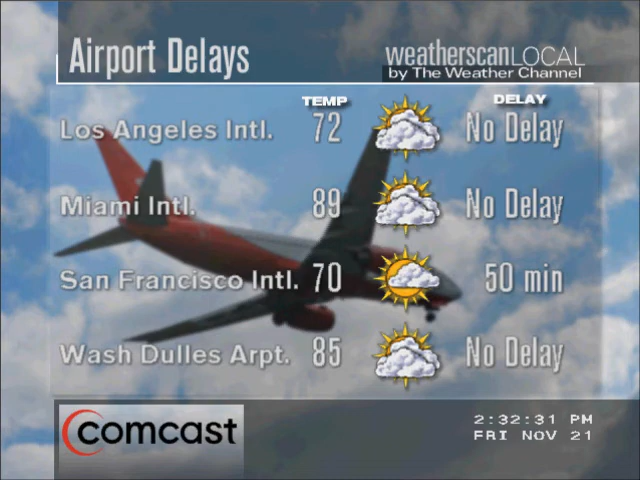 Airport Delays
weatherscanLOCAL
by The Weather Channel
TEMP DELAY
Los Angeles Intl. 72 No Delay
Miami Intl. 89 No Delay
San Francisco Intl. 70 50 min
Wash Dulles Arpt. 85 No Delay
comcast
2:32:31 PM
FRI NOV 21